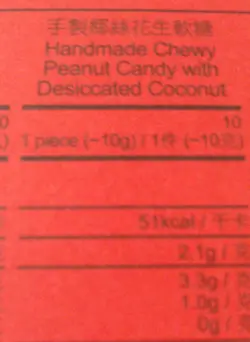 手製椰絲花生軟糖
Handmade Chewy
Peanut Candy with
Desiccated Coconut
10
1 piece (~10g) / 1件 (~10克)
51kcal / 千卡
2.1g / 克
3.3g /
1.0g /
0g /